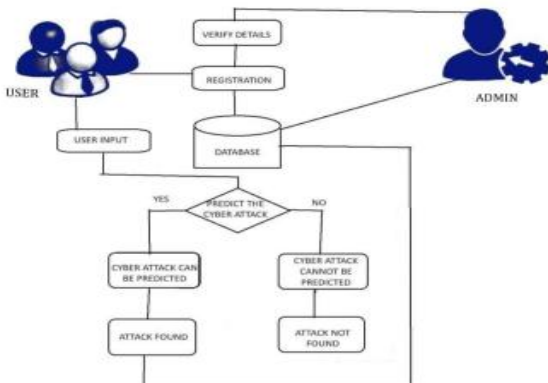 VERIFY DETAILS
REGISTRATION
USER
ADMIN
USER INPUT
DATABASE
YES
NO
PREDICT THE
CYBER ATTACK
CYBER ATTACK CAN
BE PREDICTED
CYBER ATTACK
CANNOT BE
PREDICTED
ATTACK FOUND
ATTACK NOT
FOUND